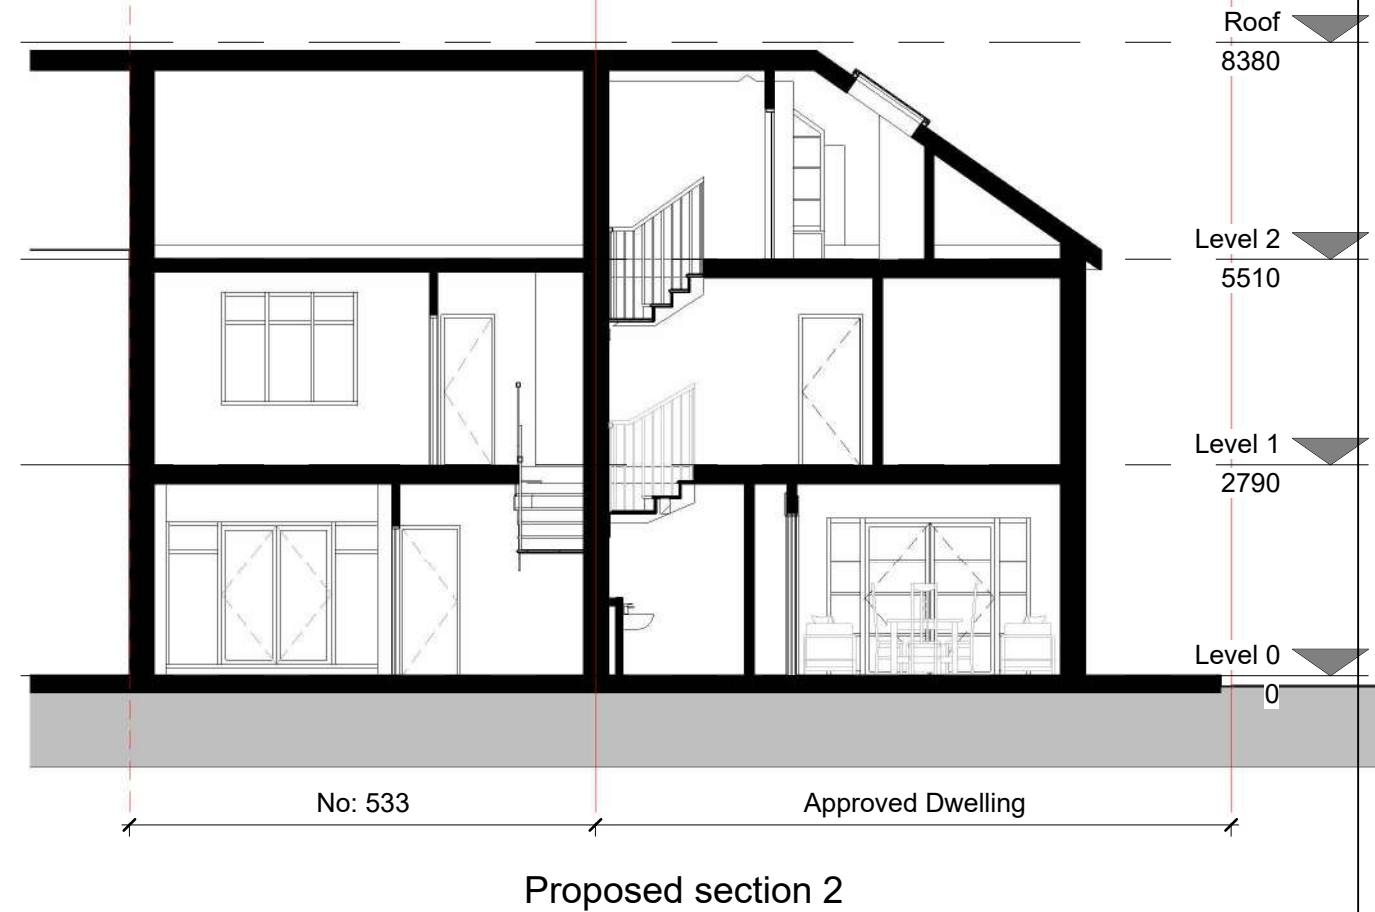 Roof
8380
Level 2
5510
Level 1
2790
Level 0
0
No: 533
Approved Dwelling
Proposed section 2